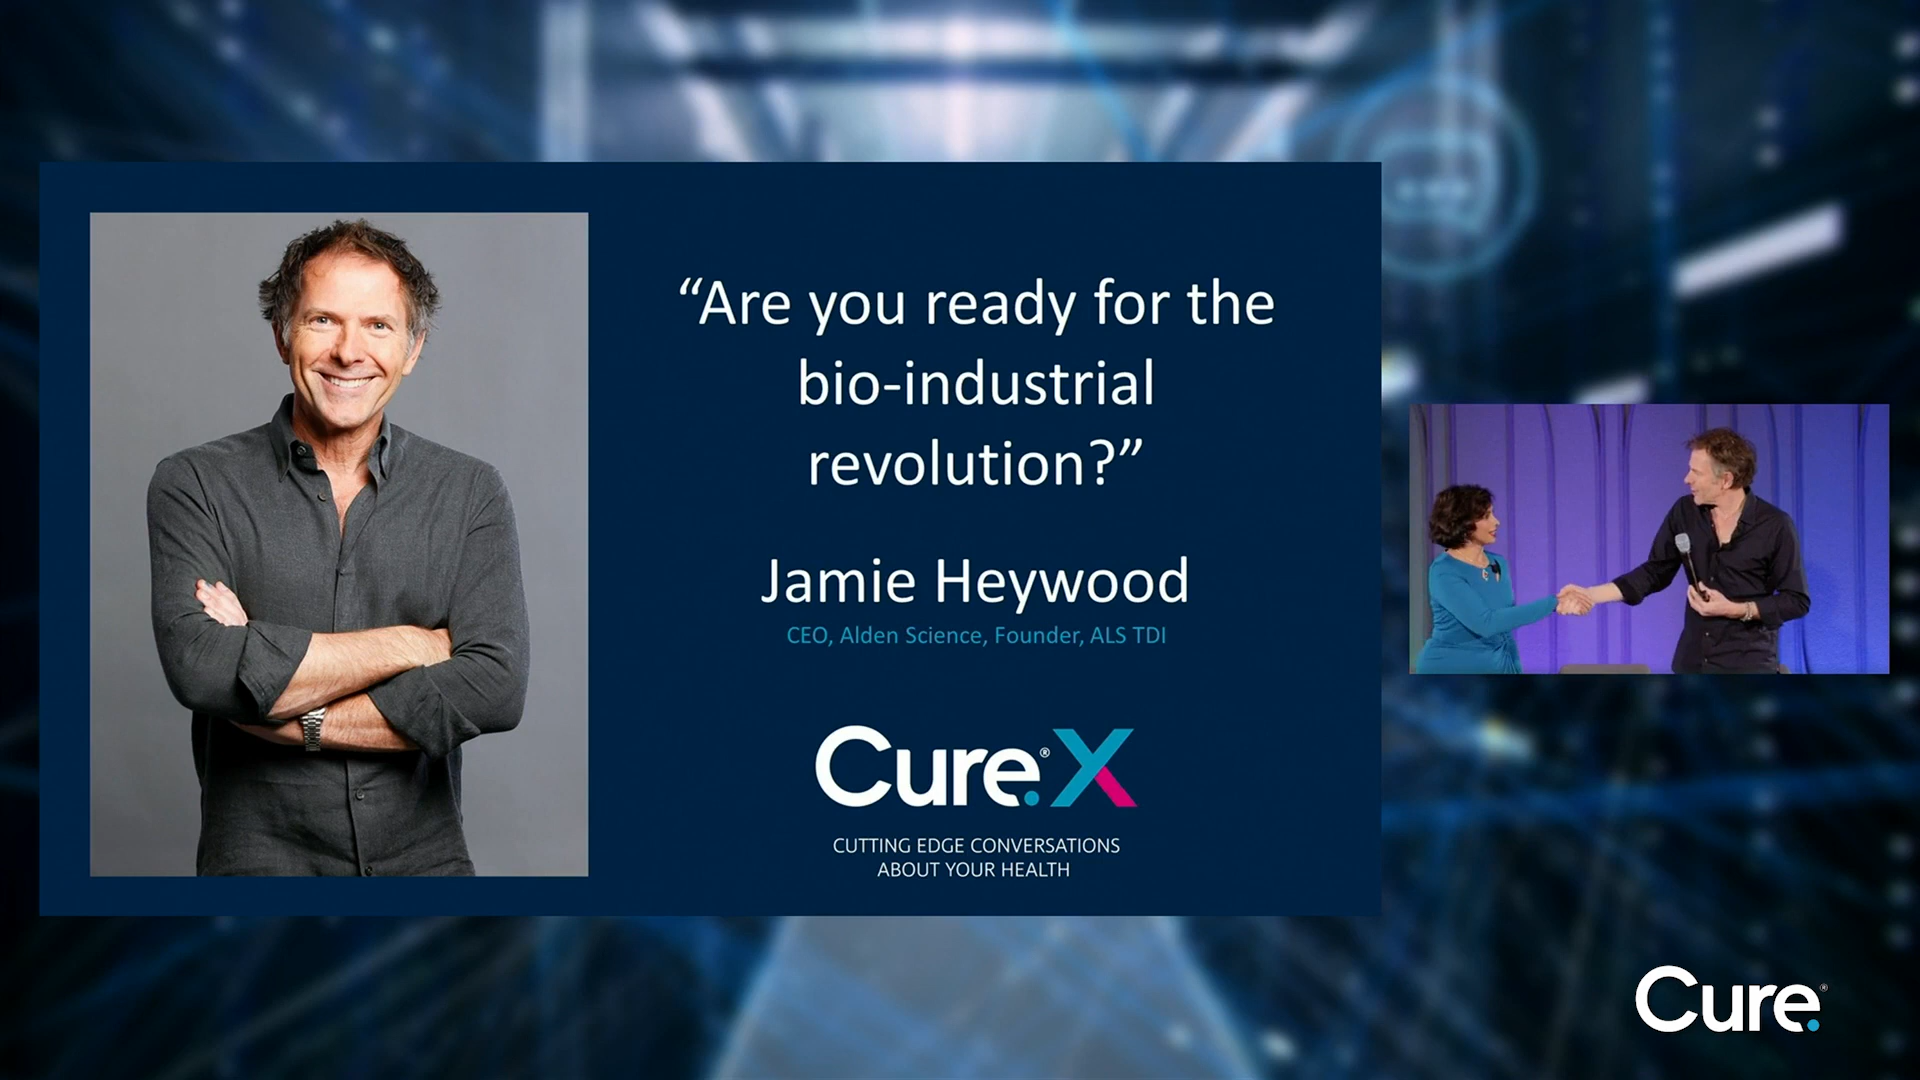 “Are you ready for the
bio-industrial
revolution?”
Jamie Heywood
CEO, Alden Science, Founder, ALS TDI
Cure.® X
CUTTING EDGE CONVERSATIONS
ABOUT YOUR HEALTH
Cure.®